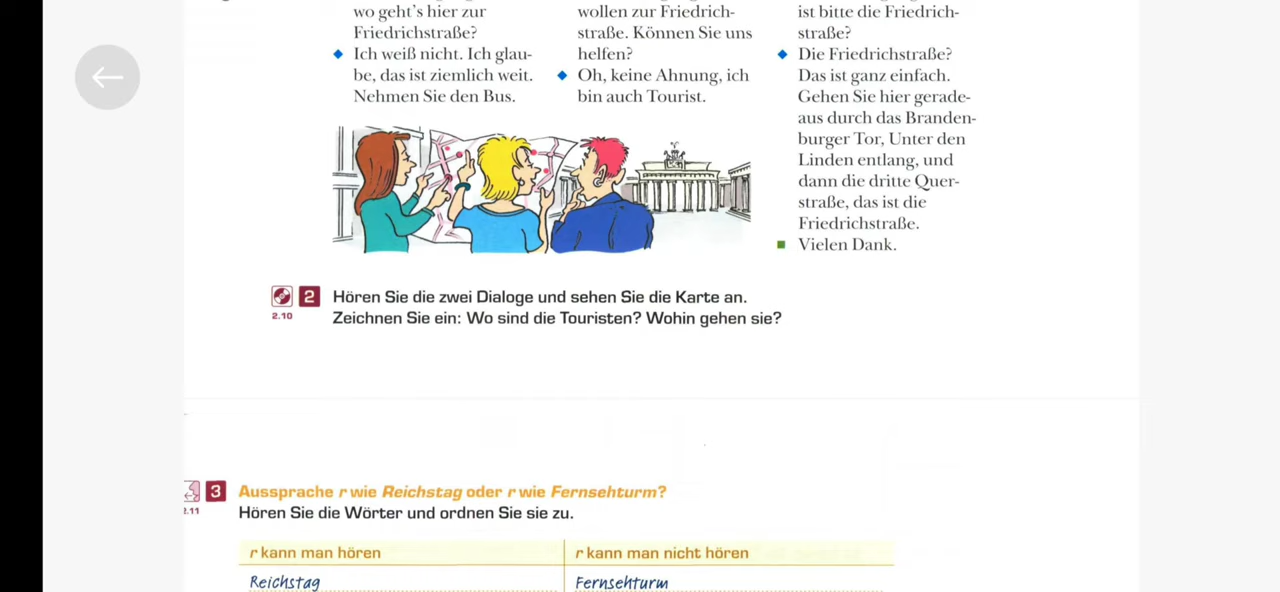 wo geht's hier zur
Friedrichstraße?
◆ Ich weiß nicht. Ich glau-
be, das ist ziemlich weit.
Nehmen Sie den Bus.
wollen zur Friedrich-
straße. Können Sie uns
helfen?
◆ Oh, keine Ahnung, ich
bin auch Tourist.
ist bitte die Friedrich-
straße?
◆ Die Friedrichstraße?
Das ist ganz einfach.
Gehen Sie hier gerade-
aus durch das Branden-
burger Tor, Unter den
Linden entlang, und
dann die dritte Quer-
straße, das ist die
Friedrichstraße.
■ Vielen Dank.
2 Hören Sie die zwei Dialoge und sehen Sie die Karte an.
2.10 Zeichnen Sie ein: Wo sind die Touristen? Wohin gehen sie?
3 Aussprache r wie Reichstag oder r wie Fernsehturm?
2.11 Hören Sie die Wörter und ordnen Sie sie zu.
r kann man hören r kann man nicht hören
Reichstag Fernsehturm